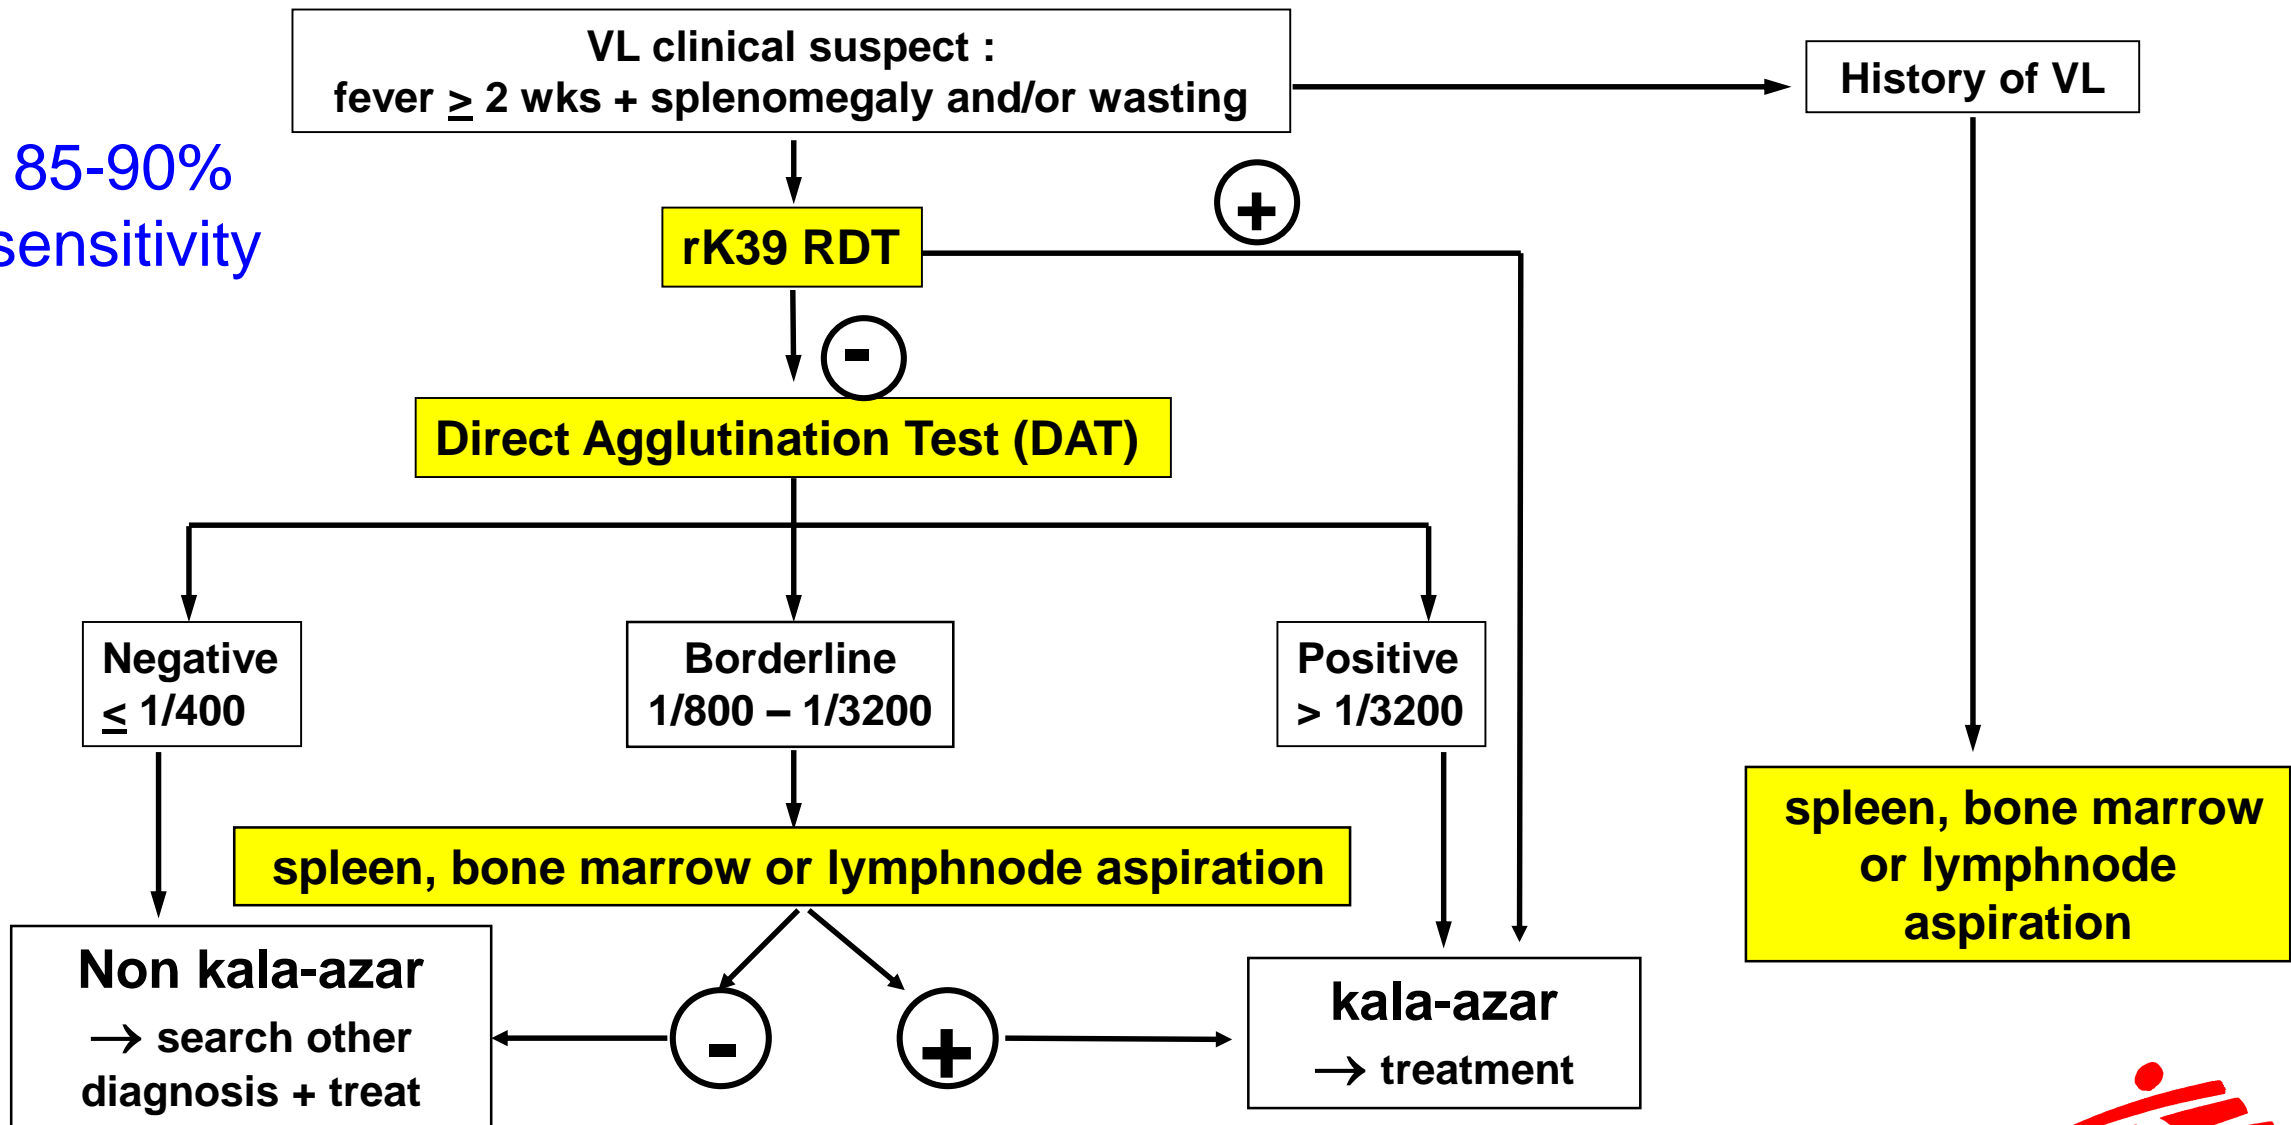 VL clinical suspect :
fever ≥ 2 wks + splenomegaly and/or wasting
History of VL
85-90%
sensitivity
+
rK39 RDT
-
Direct Agglutination Test (DAT)
Negative
≤ 1/400
Borderline
1/800 – 1/3200
Positive
> 1/3200
spleen, bone marrow or lymphnode aspiration
spleen, bone marrow
or lymphnode
aspiration
Non kala-azar
→ search other
diagnosis + treat
-
+
kala-azar
→ treatment